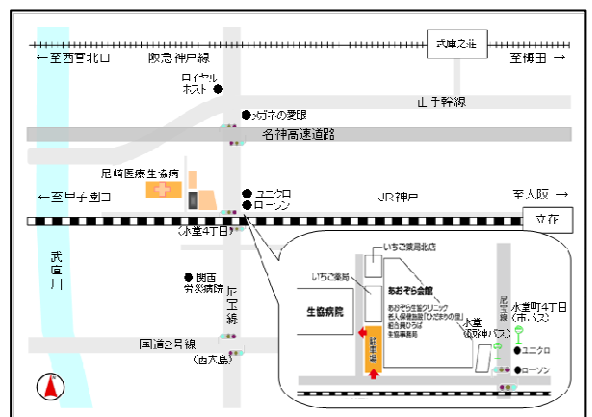 武庫之荘
←至西宮北口
阪急神戸線
至梅田→
ロイヤル
ホスト
山手幹線
メガネの愛眼
名神高速道路
尼崎医療生協病
ユニクロ
ローソン
←至甲子園口
JR神戸
至大阪→
立花
(水堂4丁目)
武庫川
関西
労災病院
尼宝線
国道2号線
(西大島)
いちご薬局北店
いちご薬局
生協病院
あおぞら会館
あおぞら生協クリニック
老人保健施設「ひだまりの里」
組合員ひろば
生協事務局
駐車場
水堂
(阪神バス)
尼宝線
水堂町4丁目
(市バス)
ユニクロ
ローソン